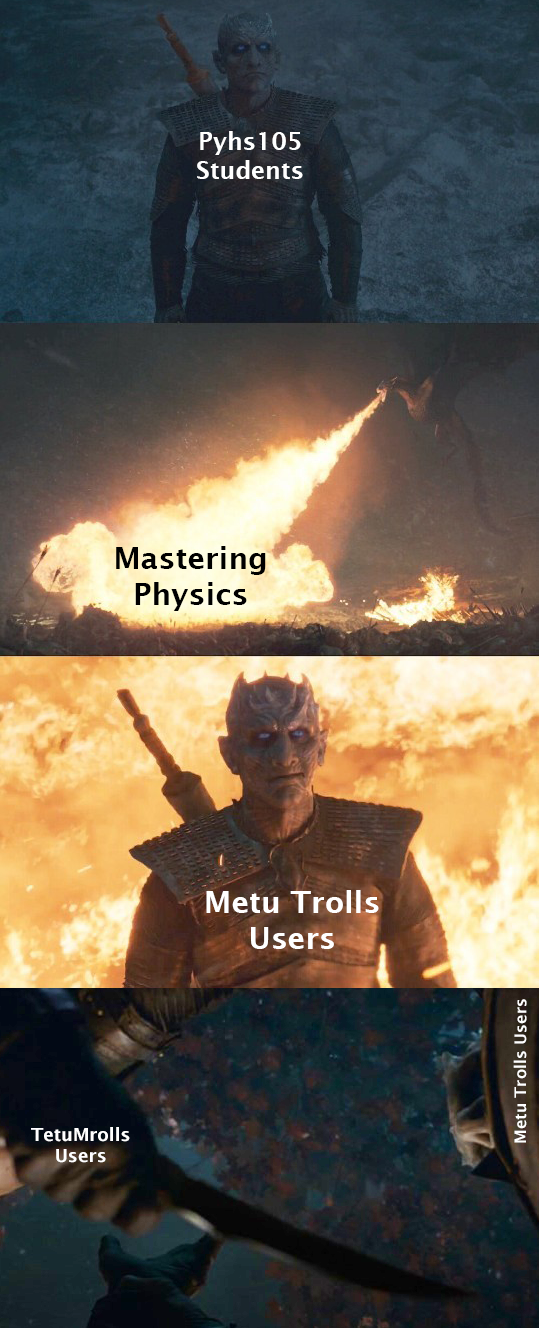 Pyhs105
Students
Mastering
Physics
Metu Trolls
Users
Metu Trolls Users
TetuMrolls
Users